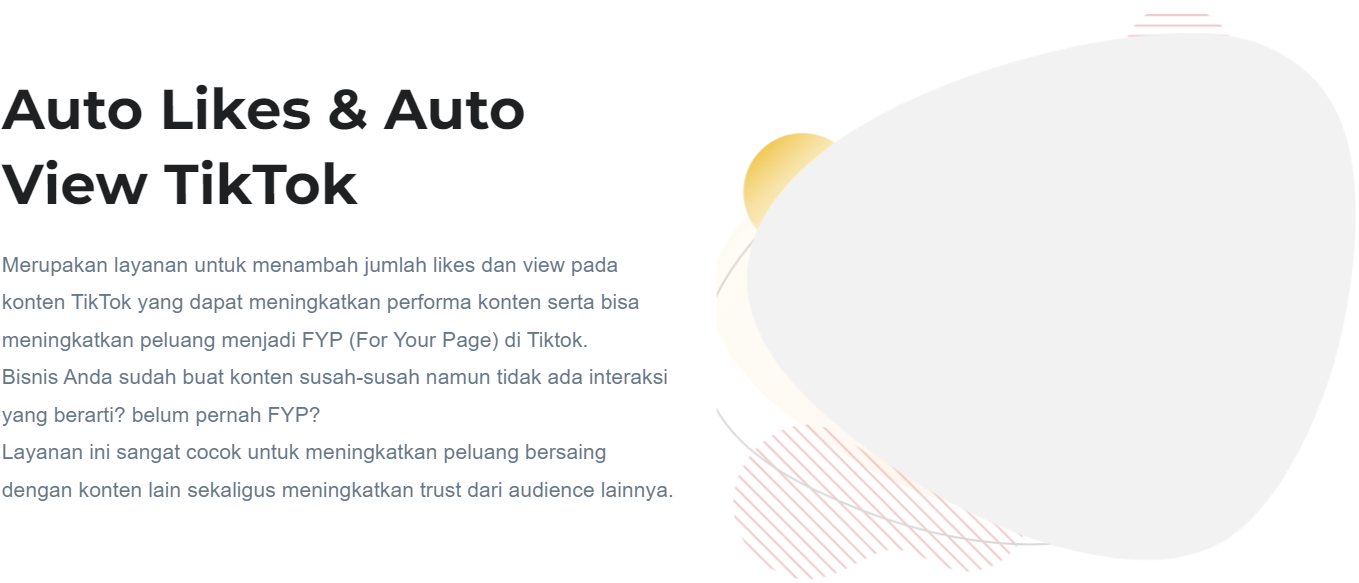 Auto Likes & Auto
View TikTok
Merupakan layanan untuk menambah jumlah likes dan view pada
konten TikTok yang dapat meningkatkan performa konten serta bisa
meningkatkan peluang menjadi FYP (For Your Page) di Tiktok.
Bisnis Anda sudah buat konten susah-susah namun tidak ada interaksi
yang berarti? belum pernah FYP?
Layanan ini sangat cocok untuk meningkatkan peluang bersaing
dengan konten lain sekaligus meningkatkan trust dari audience lainnya.